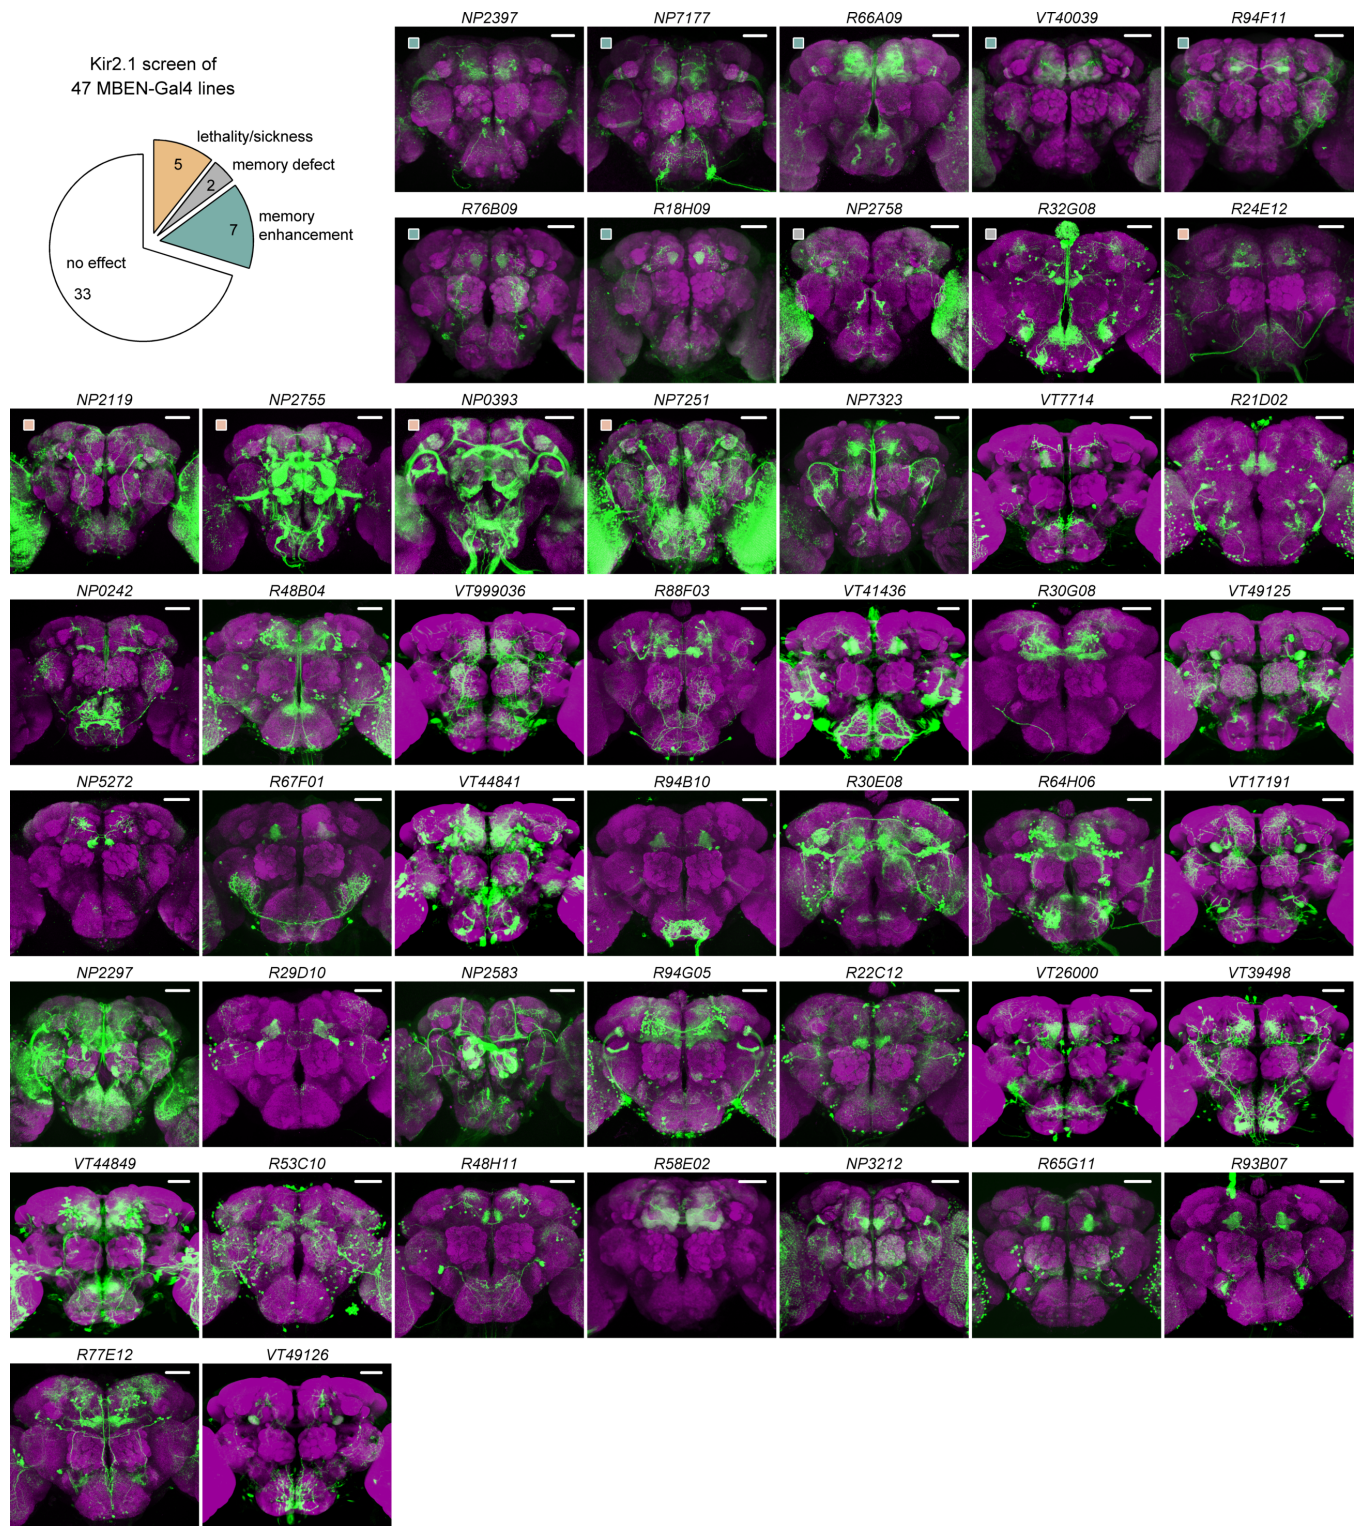 Kir2.1 screen of
47 MBEN-Gal4 lines
lethality/sickness
5
memory defect
2
memory
enhancement
7
no effect
33
NP2397 NP7177 R66A09 VT40039 R94F11
R76B09 R18H09 NP2758 R32G08 R24E12
NP2119 NP2755 NP0393 NP7251 NP7323 VT7714 R21D02
NP0242 R48B04 VT999036 R88F03 VT41436 R30G08 VT49125
NP5272 R67F01 VT44841 R94B10 R30E08 R64H06 VT17191
NP2297 R29D10 NP2583 R94G05 R22C12 VT26000 VT39498
VT44849 R53C10 R48H11 R58E02 NP3212 R65G11 R93B07
R77E12 VT49126